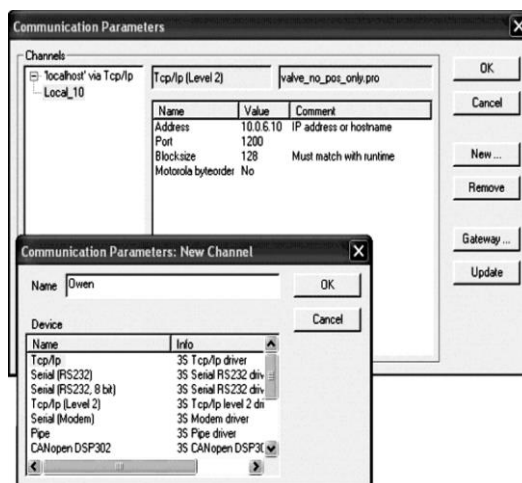 Communication Parameters
Channels
'localhost' via Tcp/Ip
Local_10
Tcp/Ip (Level 2) valve_no_pos_only.pro
Name Value Comment
Address 10.0.6.10 IP address or hostname
Port 1200
Blocksize 128 Must match with runtime
Motorola byteorder No
OK
Cancel
New ...
Remove
Gateway ...
Update
Communication Parameters: New Channel
Name Owen
OK
Cancel
Device
Name Info
Tcp/Ip 3S Tcp/Ip driver
Serial (RS232) 3S Serial RS232 driv
Serial (RS232, 8 bit) 3S Serial RS232 driv
Tcp/Ip (Level 2) 3S Tcp/Ip level 2 dri
Serial (Modem) 3S Modem driver
Pipe 3S Pipe driver
CANopen DSP302 3S CANopen DSP3(